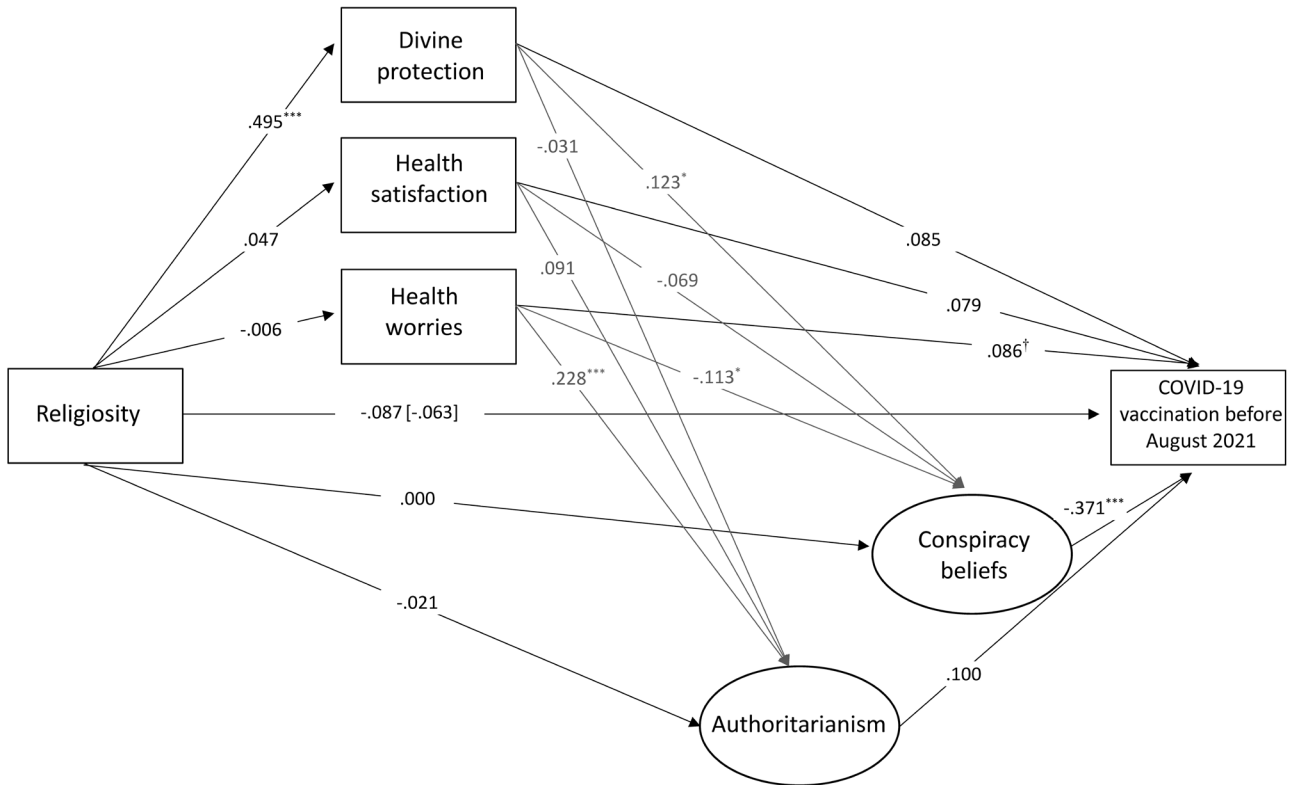 Divine
protection
.495***
-.031
.123*
Health
satisfaction
.085
.047
.091
-.069
Health
worries
.079
-.006
.086†
.228***
-.113*
Religiosity
-.087 [-.063]
COVID-19
vaccination before
August 2021
.000
-.371***
Conspiracy
beliefs
-.021
.100
Authoritarianism